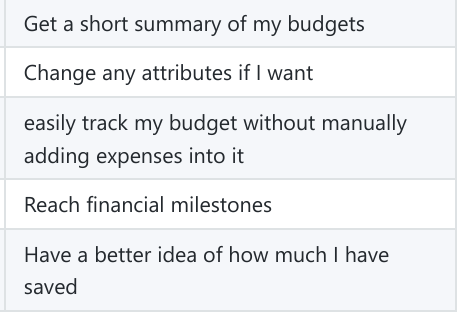 Get a short summary of my budgets
Change any attributes if I want
easily track my budget without manually
adding expenses into it
Reach financial milestones
Have a better idea of how much I have
saved